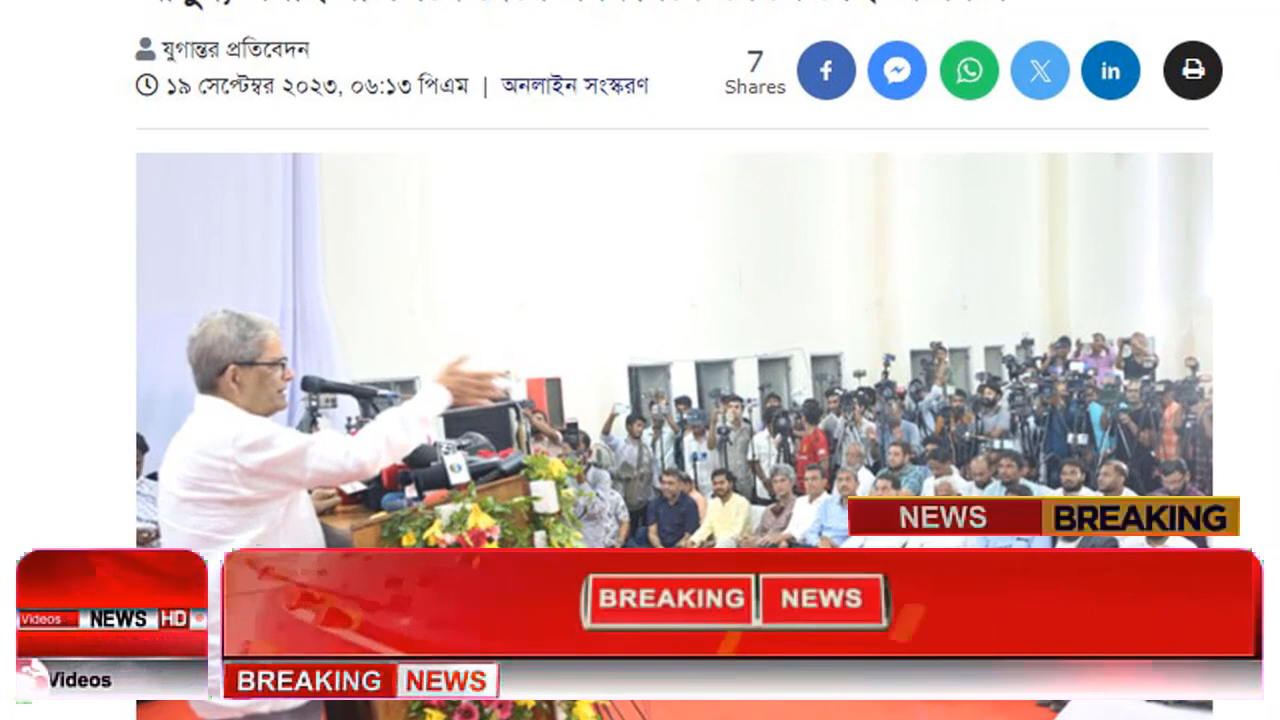 যুগান্তর প্রতিবেদন
১৯ সেপ্টেম্বর ২০২৩, ০৬:১৩ পিএম | অনলাইন সংস্করণ
7
Shares
NEWS BREAKING
BREAKING NEWS
Videos NEWS HD
Videos
BREAKING NEWS